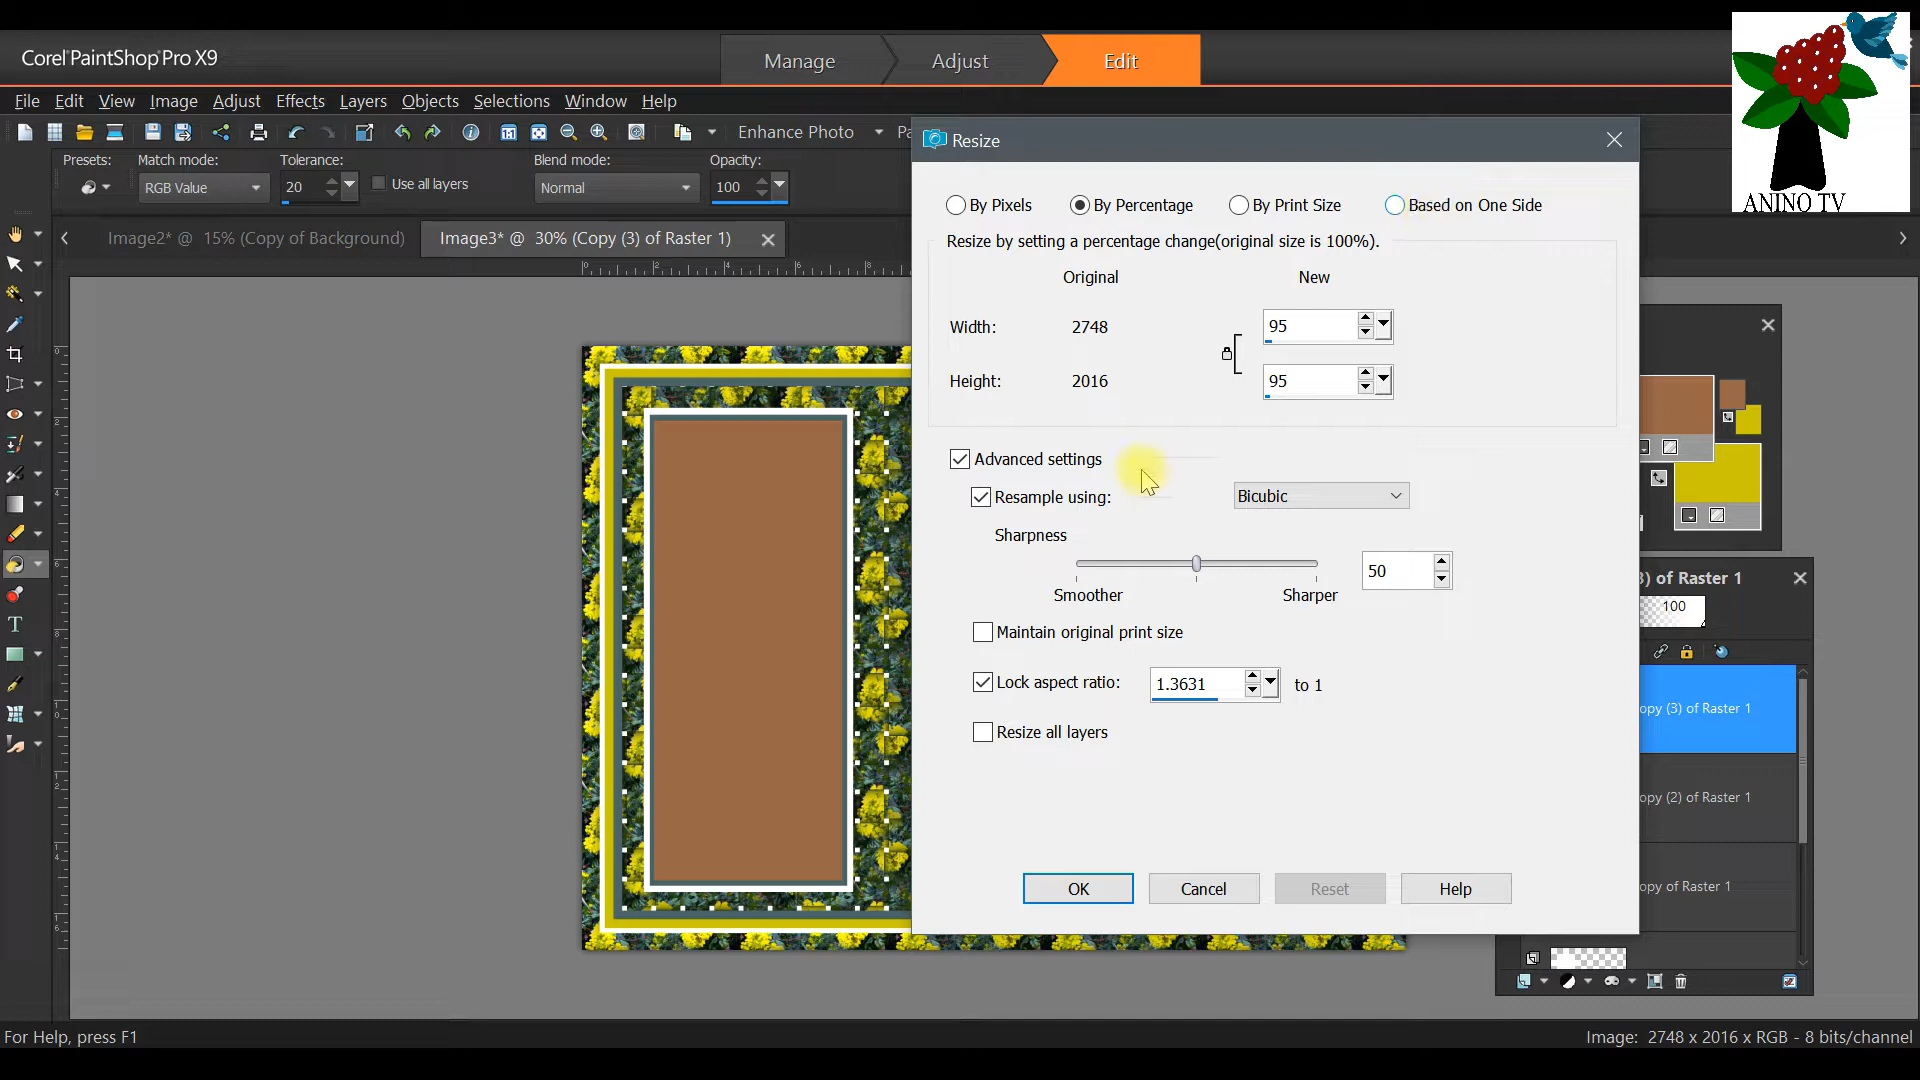 Corel PaintShop Pro X9
Manage
Adjust
Edit
ANINO TV
File Edit View Image Adjust Effects Layers Objects Selections Window Help
Enhance Photo
Presets: Match mode: Tolerance: Blend mode: Opacity:
RGB Value 20 Use all layers Normal 100
Image2* @ 15% (Copy of Background)
Image3* @ 30% (Copy (3) of Raster 1)
Resize
By Pixels By Percentage By Print Size Based on One Side
Resize by setting a percentage change(original size is 100%).
Original New
Width: 2748 95
Height: 2016 95
Advanced settings
Resample using: Bicubic
Sharpness
50
Smoother Sharper
Maintain original print size
Lock aspect ratio: 1.3631 to 1
Resize all layers
OK Cancel Reset Help
3) of Raster 1
100
opy (3) of Raster 1
opy (2) of Raster 1
opy of Raster 1
For Help, press F1
Image: 2748 x 2016 x RGB - 8 bits/channel